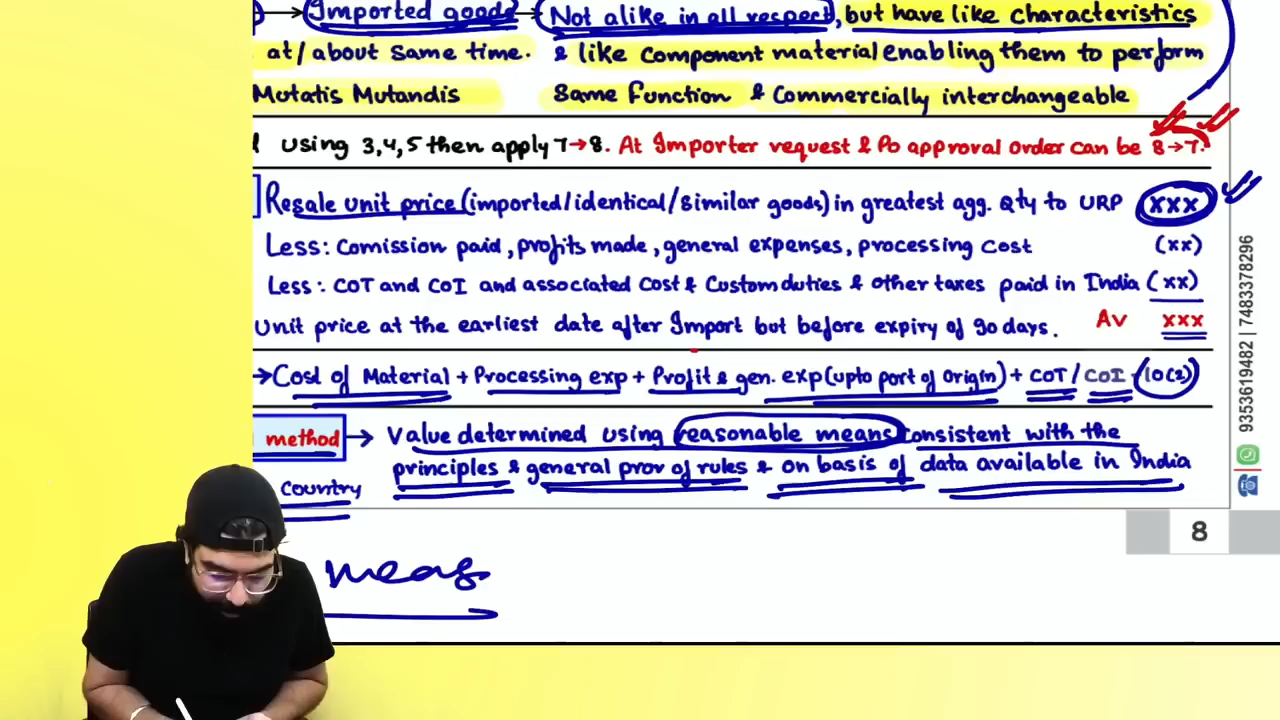 Imported goods Not alike in all respect, but have like characteristics
at/about same time. & like Component material enabling them to perform
Mutatis Mutandis Same Function & Commercially interchangeable
using 3,4,5 then apply 7→8. At Importer request & Po approval order can be 8→7.
Resale unit price (imported/identical/similar goods) in greatest agg. Qty to URP xxx
Less: Comission paid, profits made, general expenses, processing cost (xx)
Less: COT and COI and associated Cost & Custom duties & other taxes paid in India (xx)
Unit price at the earliest date after Import but before expiry of 90 days. AV xxx
→ Cost of Material + Processing exp + Profit & gen. exp (upto port of Origin) + COT / COI - 10(2)
method → Value determined using reasonable means consistent with the
principles & general prov of rules & on basis of data available in India
Country
8
meas
9353619482 | 7483378296